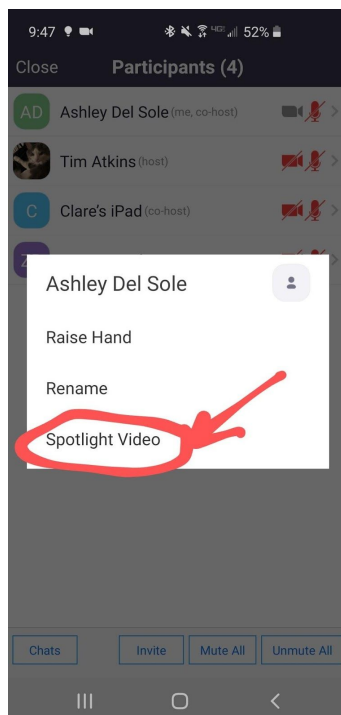 9:47 4G 52%
Close Participants (4)
AD Ashley Del Sole (me, co-host)
Tim Atkins (host)
C Clare's iPad (co-host)
Z
Ashley Del Sole
Raise Hand
Rename
Spotlight Video
Chats Invite Mute All Unmute All